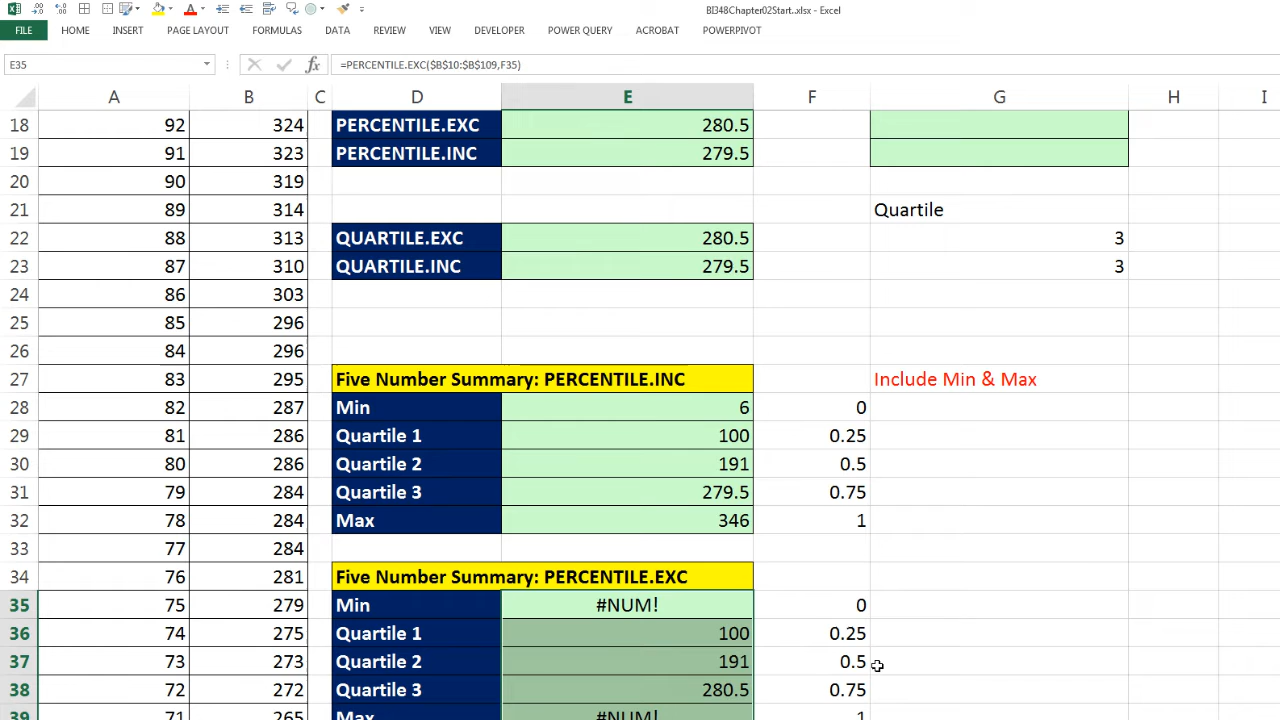 BI348Chapter02Start..xlsx - Excel
FILE HOME INSERT PAGE LAYOUT FORMULAS DATA REVIEW VIEW DEVELOPER POWER QUERY ACROBAT POWERPIVOT
E35 fx =PERCENTILE.EXC($B$10:$B$109,F35)
A B C D E F G H I
18 92 324 PERCENTILE.EXC 280.5
19 91 323 PERCENTILE.INC 279.5
20 90 319
21 89 314 Quartile
22 88 313 QUARTILE.EXC 280.5 3
23 87 310 QUARTILE.INC 279.5 3
24 86 303
25 85 296
26 84 296
27 83 295 Five Number Summary: PERCENTILE.INC Include Min & Max
28 82 287 Min 6 0
29 81 286 Quartile 1 100 0.25
30 80 286 Quartile 2 191 0.5
31 79 284 Quartile 3 279.5 0.75
32 78 284 Max 346 1
33 77 284
34 76 281 Five Number Summary: PERCENTILE.EXC
35 75 279 Min #NUM! 0
36 74 275 Quartile 1 100 0.25
37 73 273 Quartile 2 191 0.5
38 72 272 Quartile 3 280.5 0.75
39 71 265 Max #NUM! 1